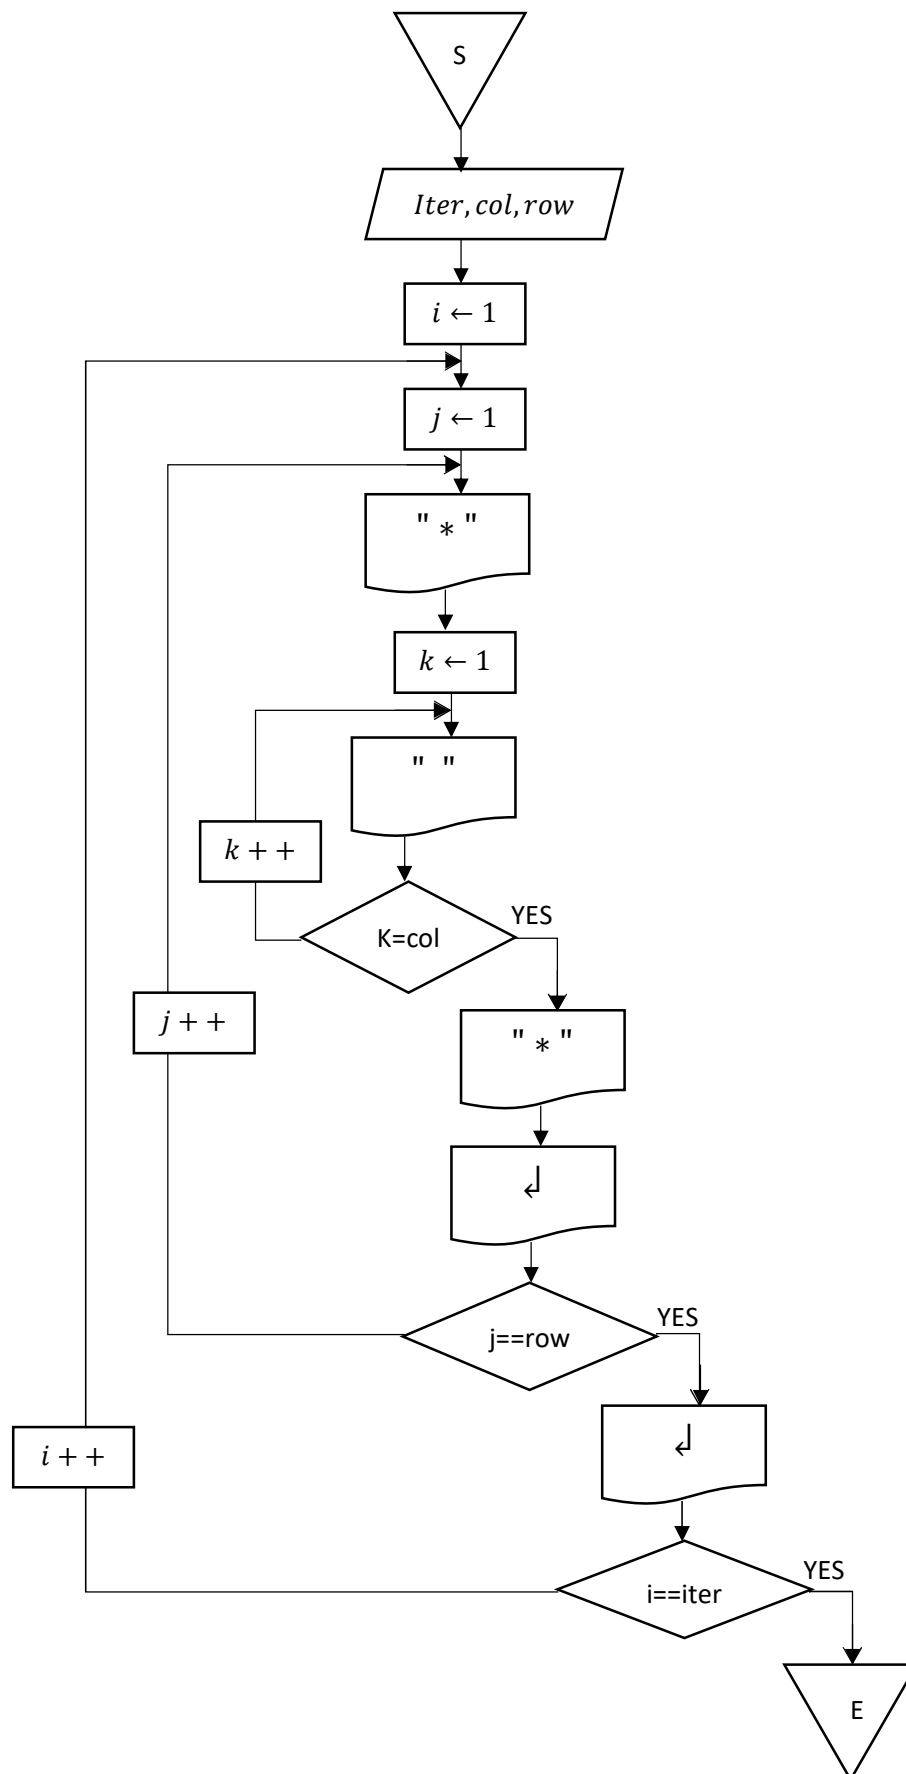 S
Iter, col, row
i ← 1
j ← 1
" * "
k ← 1
" "
k + +
K=col
YES
j + +
" * "
↲
j==row
YES
i + +
↲
i==iter
YES
E